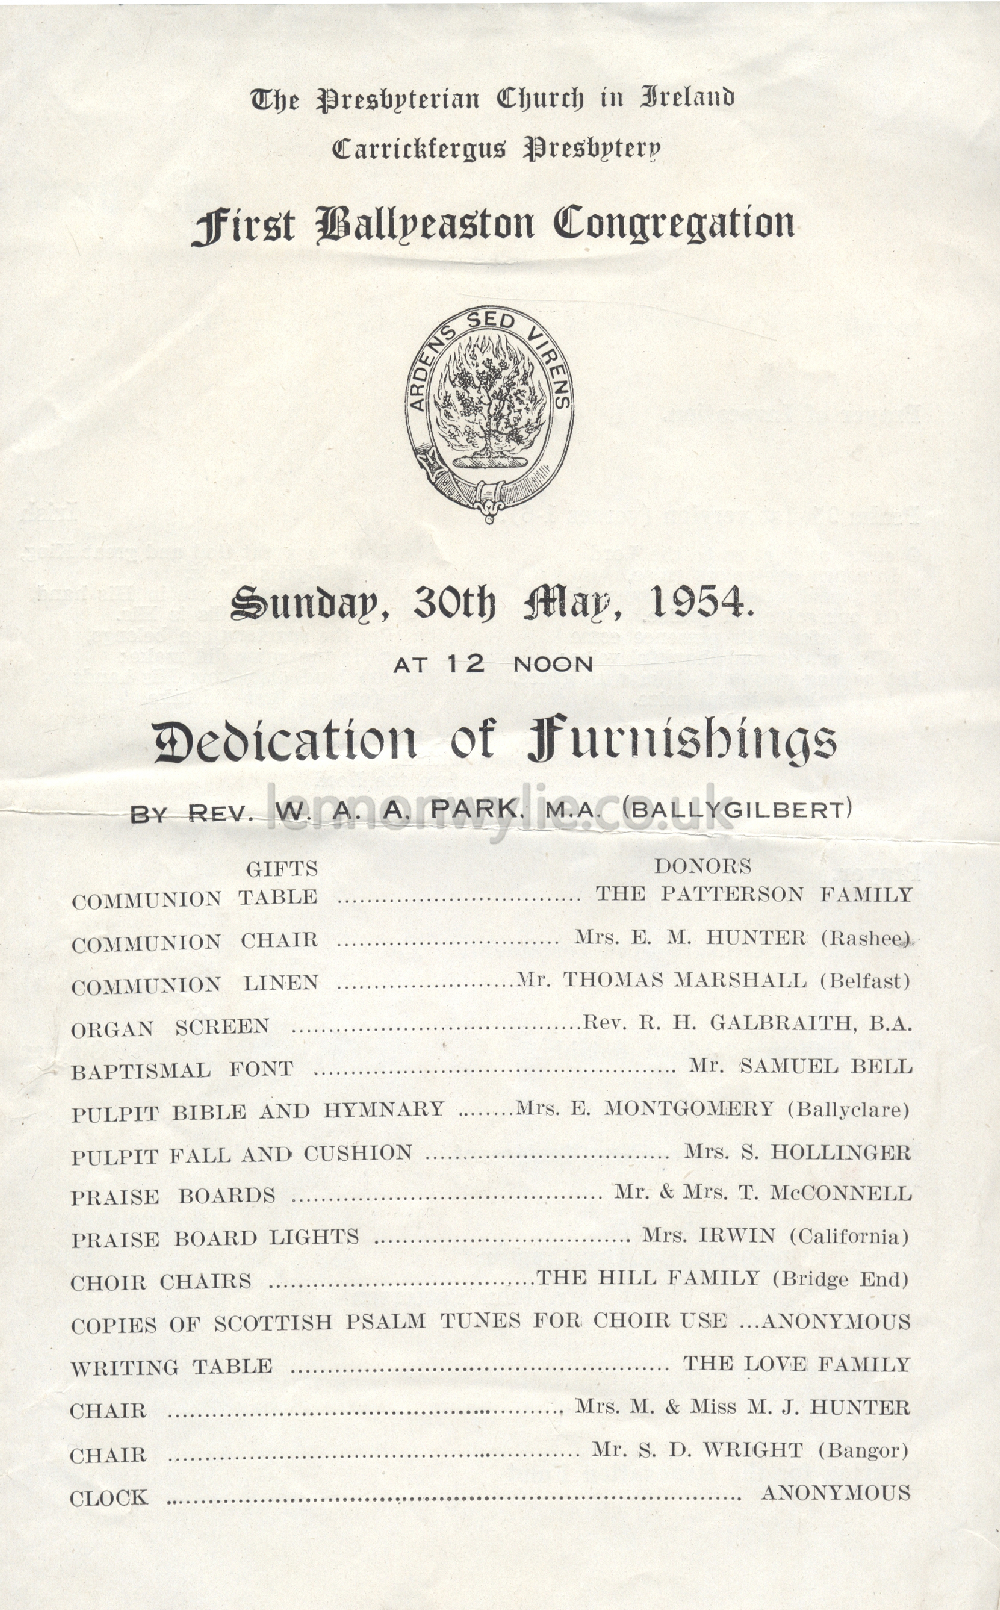 The Presbyterian Church in Ireland
Carrickfergus Presbytery
First Ballyeaston Congregation
ARDENS SED VIRENS
Sunday, 30th May, 1954.
AT 12 NOON
Dedication of Furnishings
BY REV. W. A. A. PARK, M.A. (BALLYGILBERT)
lennonwylie.co.uk
GIFTS DONORS
COMMUNION TABLE ................................. THE PATTERSON FAMILY
COMMUNION CHAIR .............................. Mrs. E. M. HUNTER (Rashee)
COMMUNION LINEN ........................Mr. THOMAS MARSHALL (Belfast)
ORGAN SCREEN .......................................Rev. R. H. GALBRAITH, B.A.
BAPTISMAL FONT ................................................. Mr. SAMUEL BELL
PULPIT BIBLE AND HYMNARY ........Mrs. E. MONTGOMERY (Ballyclare)
PULPIT FALL AND CUSHION ................................. Mrs. S. HOLLINGER
PRAISE BOARDS .......................................... Mr. & Mrs. T. McCONNELL
PRAISE BOARD LIGHTS ................................... Mrs. IRWIN (California)
CHOIR CHAIRS ....................................THE HILL FAMILY (Bridge End)
COPIES OF SCOTTISH PSALM TUNES FOR CHOIR USE ...ANONYMOUS
WRITING TABLE ................................................... THE LOVE FAMILY
CHAIR ...................................................... Mrs. M. & Miss M. J. HUNTER
CHAIR ........................................................ Mr. S. D. WRIGHT (Bangor)
CLOCK .............................................................................. ANONYMOUS